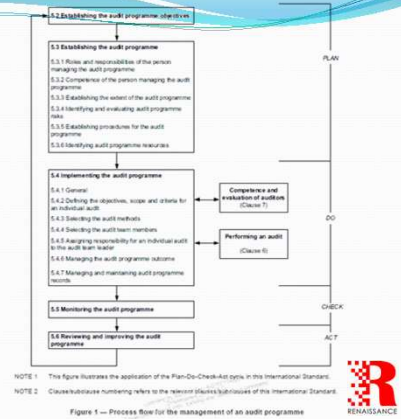 5.2 Establishing the audit programme objectives
5.3 Establishing the audit programme
5.3.1 Roles and responsibilities of the person
managing the audit programme
5.3.2 Competence of the person managing the audit
programme
5.3.3 Establishing the extent of the audit programme
5.3.4 Identifying and evaluating audit programme
risks
5.3.5 Establishing procedures for the audit
programme
5.3.6 Identifying audit programme resources
PLAN
5.4 Implementing the audit programme
5.4.1 General
5.4.2 Defining the objectives, scope and criteria for
an individual audit
5.4.3 Selecting the audit methods
5.4.4 Selecting the audit team members
5.4.5 Assigning responsibility for an individual audit
to the audit team leader
5.4.6 Managing the audit programme outcome
5.4.7 Managing and maintaining audit programme
records
Competence and
evaluation of auditors
(Clause 7)
Performing an audit
(Clause 6)
DO
5.5 Monitoring the audit programme
CHECK
5.6 Reviewing and improving the audit
programme
ACT
NOTE 1 This figure illustrates the application of the Plan-Do-Check-Act cycle in this International Standard.
NOTE 2 Clause/subclause numbering refers to the relevant clauses/subclauses of this International Standard.
Figure 1 — Process flow for the management of an audit programme
R
RENAISSANCE